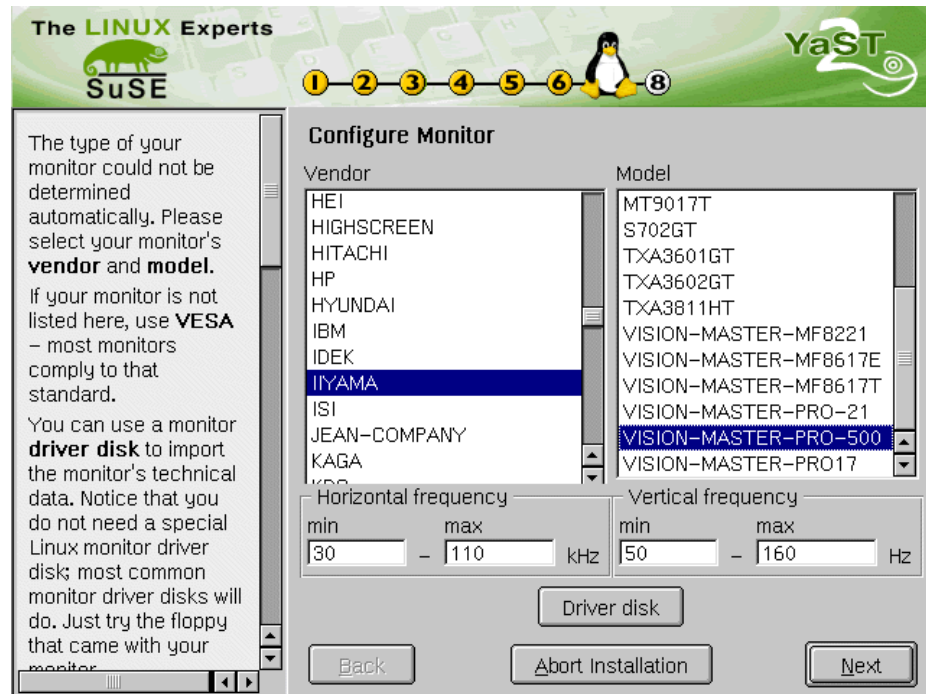 The LINUX Experts
SuSE
1 2 3 4 5 6 8
YaST
2
The type of your
monitor could not be
determined
automatically. Please
select your monitor's
vendor and model.
If your monitor is not
listed here, use VESA
– most monitors
comply to that
standard.
You can use a monitor
driver disk to import
the monitor's technical
data. Notice that you
do not need a special
Linux monitor driver
disk; most common
monitor driver disks will
do. Just try the floppy
that came with your
monitor
Configure Monitor
Vendor
HEI
HIGHSCREEN
HITACHI
HP
HYUNDAI
IBM
IDEK
IIYAMA
ISI
JEAN-COMPANY
KAGA
Model
MT9017T
S702GT
TXA3601GT
TXA3602GT
TXA3811HT
VISION-MASTER-MF8221
VISION-MASTER-MF8617E
VISION-MASTER-MF8617T
VISION-MASTER-PRO-21
VISION-MASTER-PRO-500
VISION-MASTER-PRO17
Horizontal frequency
min max
30 – 110 kHz
Vertical frequency
min max
50 – 160 Hz
Driver disk
Back
Abort Installation
Next